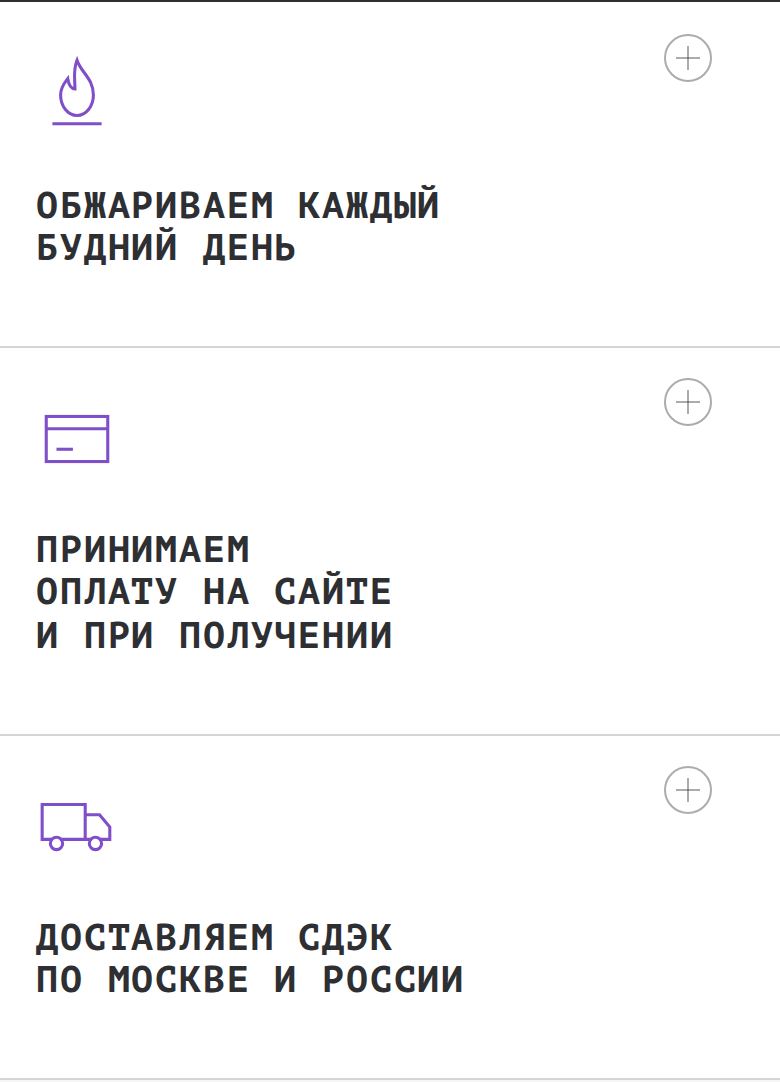 ОБЖАРИВАЕМ КАЖДЫЙ
БУДНИЙ ДЕНЬ
ПРИНИМАЕМ
ОПЛАТУ НА САЙТЕ
И ПРИ ПОЛУЧЕНИИ
ДОСТАВЛЯЕМ СДЭК
ПО МОСКВЕ И РОССИИ